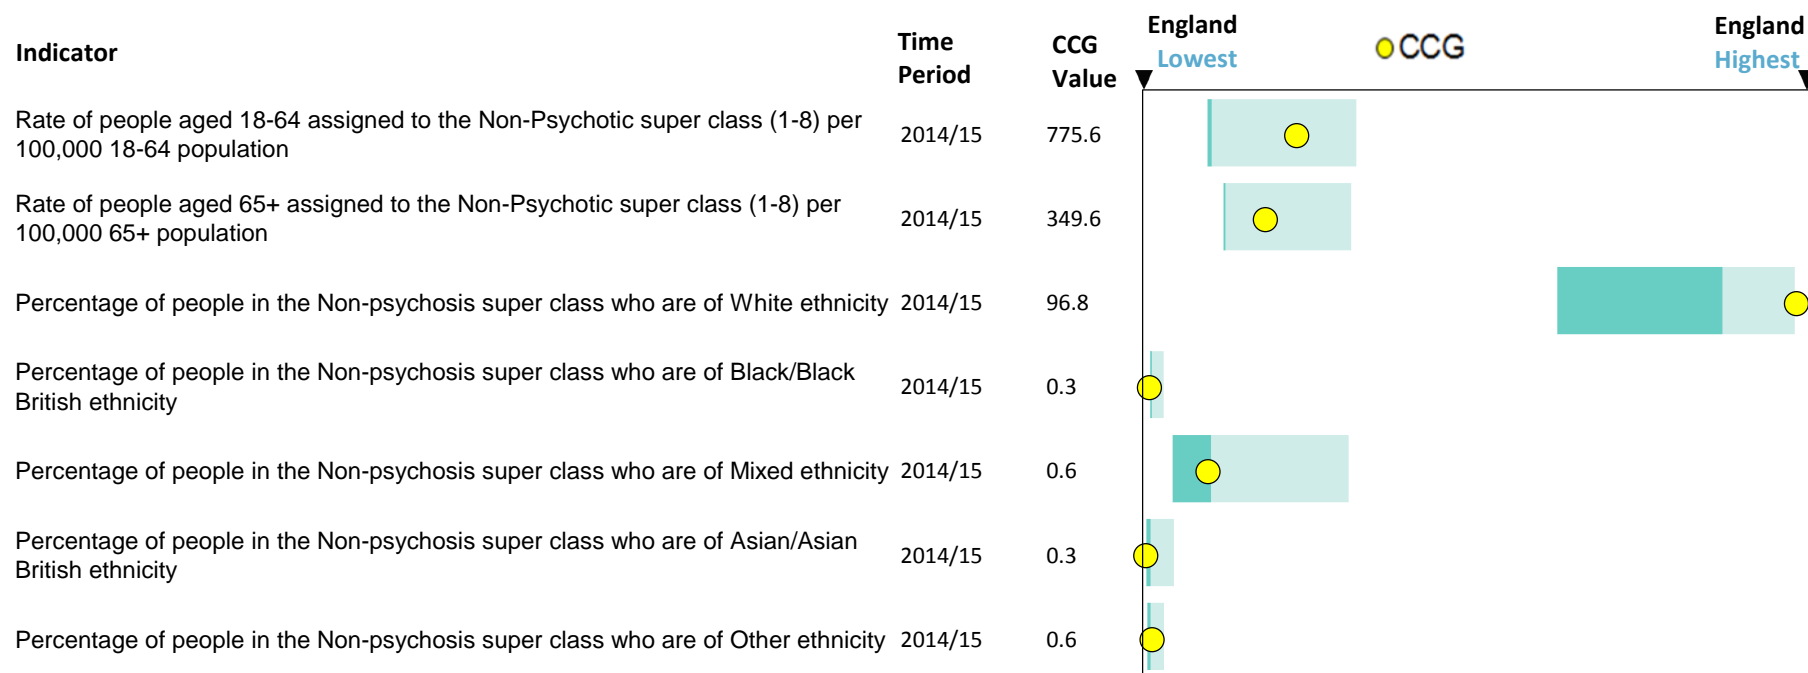 Indicator
Time Period
CCG Value
England Lowest
CCG
England Highest
Rate of people aged 18-64 assigned to the Non-Psychotic super class (1-8) per
100,000 18-64 population
2014/15
775.6
Rate of people aged 65+ assigned to the Non-Psychotic super class (1-8) per
100,000 65+ population
2014/15
349.6
Percentage of people in the Non-psychosis super class who are of White ethnicity 2014/15 96.8
Percentage of people in the Non-psychosis super class who are of Black/Black
British ethnicity
2014/15
0.3
Percentage of people in the Non-psychosis super class who are of Mixed ethnicity 2014/15 0.6
Percentage of people in the Non-psychosis super class who are of Asian/Asian
British ethnicity
2014/15
0.3
Percentage of people in the Non-psychosis super class who are of Other ethnicity 2014/15 0.6